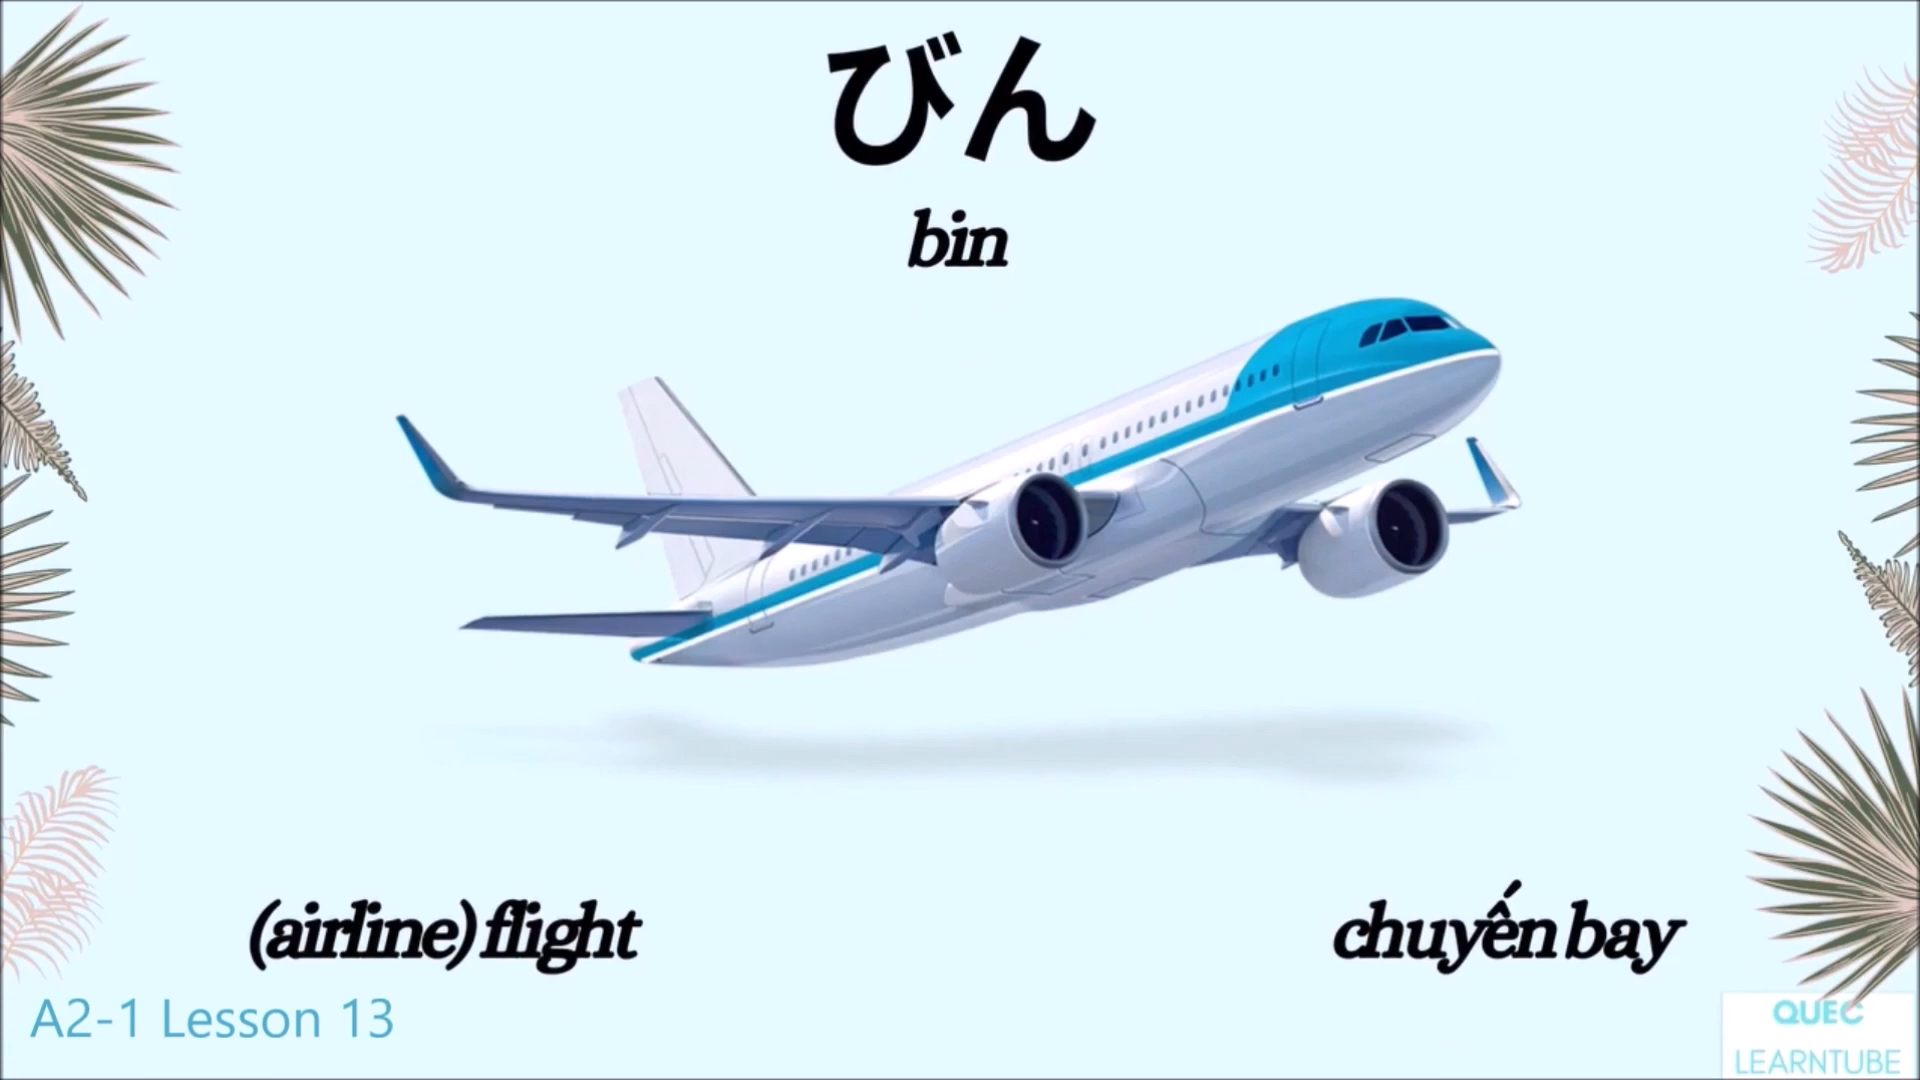 びん
bin
(airline) flight
chuyến bay
A2-1 Lesson 13
QUEC
LEARNTUBE